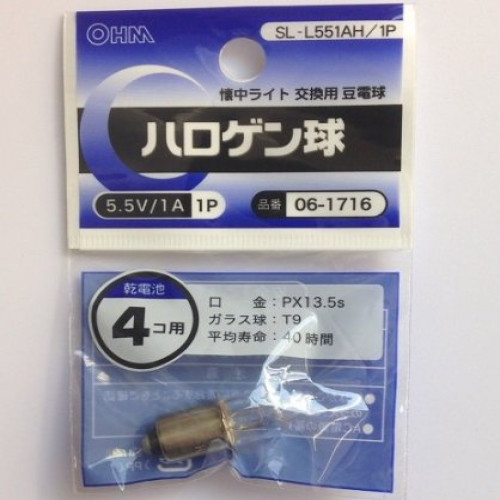 OHM
SL-L551AH/1P
懐中ライト 交換用 豆電球
ハロゲン球
5.5V/1A 1P
品番 06-1716
乾電池
4コ用
口金:PX13.5s
ガラス球:T9
平均寿命:40時間